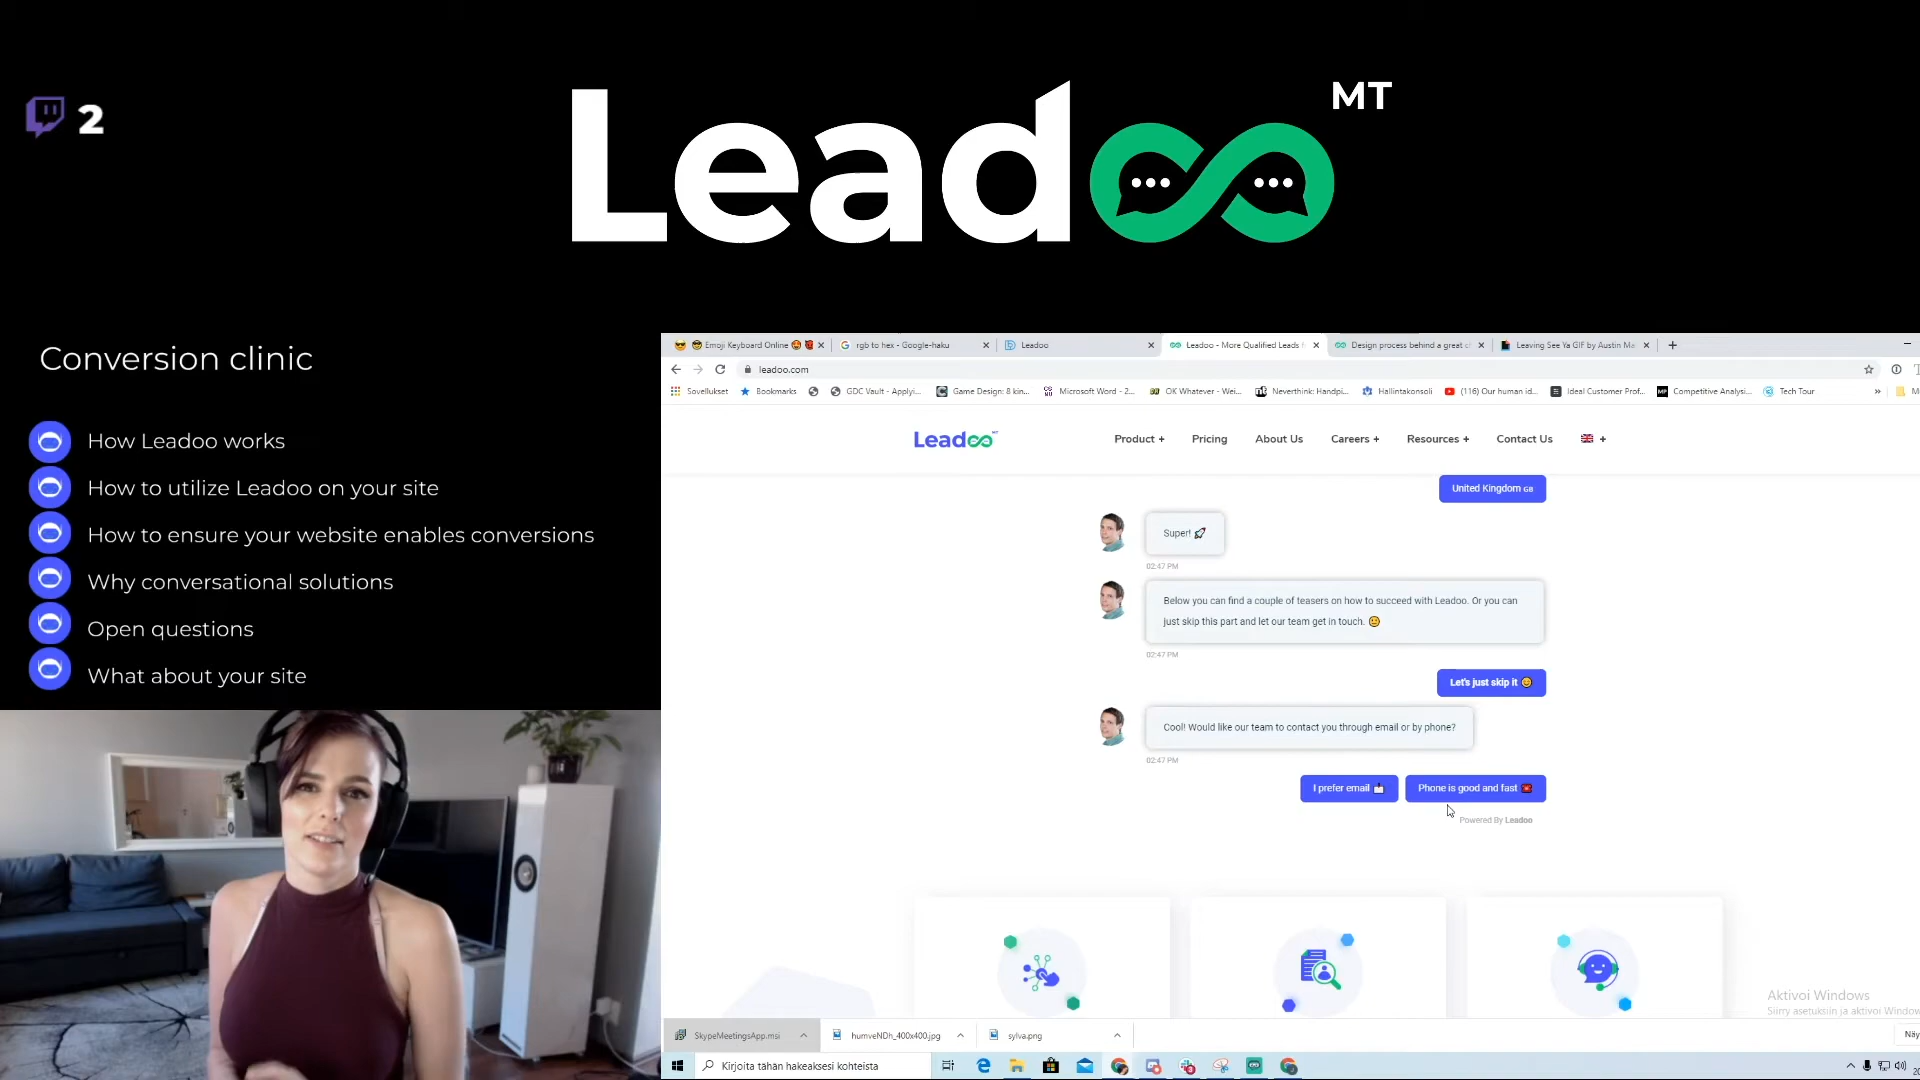 2
Leadoo MT
Conversion clinic
How Leadoo works
How to utilize Leadoo on your site
How to ensure your website enables conversions
Why conversational solutions
Open questions
What about your site
Emoji Keyboard Online
rgb to hex - Google-haku
Leadoo
Leadoo - More Qualified Leads
Design process behind a great
Leaving See Ya GIF by Austin Ma
leadoo.com
Sovellukset
Bookmarks
GDC Vault - Applyi...
Game Design: 8 kin...
Microsoft Word - 2...
OK Whatever - Wei...
Neverthink: Handpi...
Hallintakonsoli
(116) Our human id...
Ideal Customer Prof...
Competitive Analysi...
Tech Tour
Leadoo MT
Product +
Pricing
About Us
Careers +
Resources +
Contact Us
+
United Kingdom GB
Super! 🚀
02:47 PM
Below you can find a couple of teasers on how to succeed with Leadoo. Or you can
just skip this part and let our team get in touch. 🙂
02:47 PM
Let's just skip it 😊
Cool! Would like our team to contact you through email or by phone?
02:47 PM
I prefer email 📩
Phone is good and fast ☎️
Powered By Leadoo
Aktivoi Windows
Siirry asetuksiin ja aktivoi Window
SkypeMeetingsApp.msi
humveNDh_400x400.jpg
sylva.png
Näy
Kirjoita tähän hakeaksesi kohteista